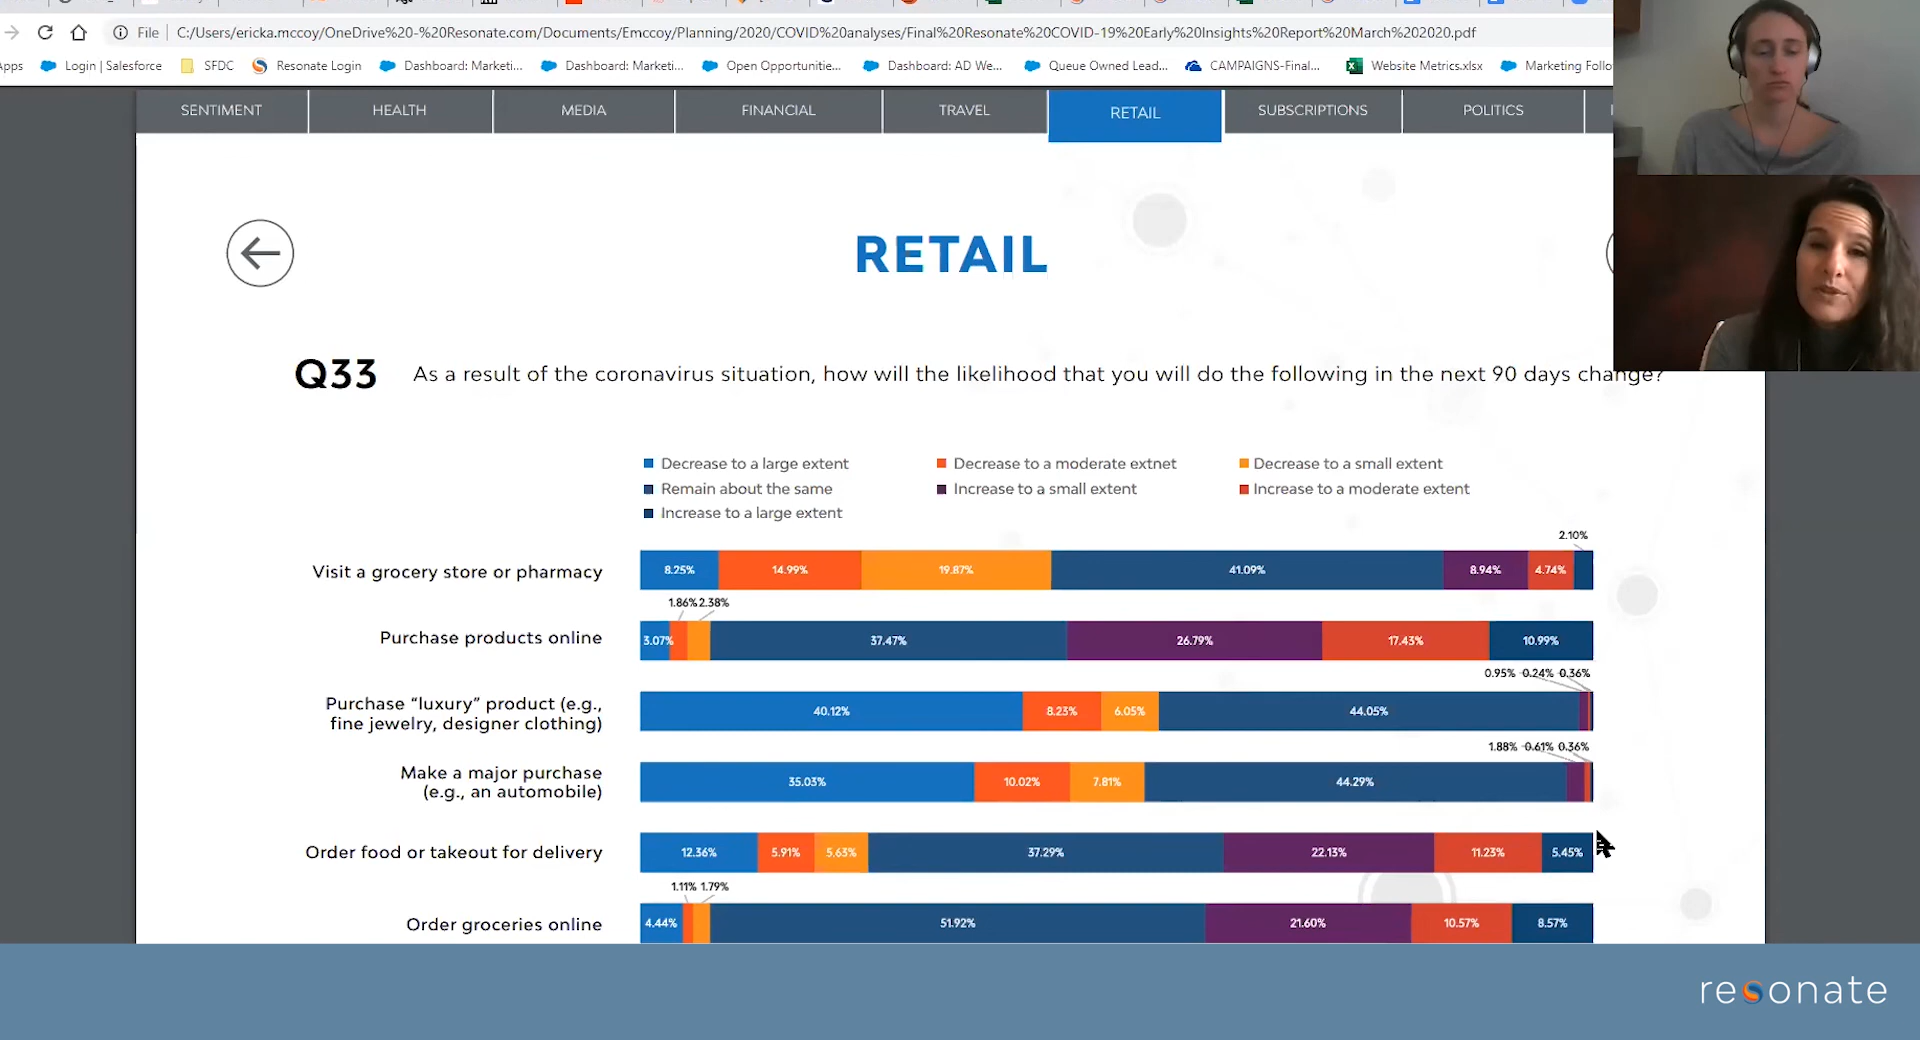 File C:/Users/ericka.mccoy/OneDrive%20-%20Resonate.com/Documents/Emccoy/Planning/2020/COVID%20analyses/Final%20Resonate%20COVID-19%20Early%20Insights%20Report%20March%202020.pdf
pps Login | Salesforce SFDC Resonate Login Dashboard: Marketi... Dashboard: Marketi... Open Opportunitie... Dashboard: AD We... Queue Owned Lead... CAMPAIGNS-Final... Website Metrics.xlsx Marketing Follo
SENTIMENT HEALTH MEDIA FINANCIAL TRAVEL RETAIL SUBSCRIPTIONS POLITICS
RETAIL
Q33 As a result of the coronavirus situation, how will the likelihood that you will do the following in the next 90 days change?
Decrease to a large extent Decrease to a moderate extnet Decrease to a small extent
Remain about the same Increase to a small extent Increase to a moderate extent
Increase to a large extent
2.10%
Visit a grocery store or pharmacy 8.25% 14.99% 19.87% 41.09% 8.94% 4.74%
1.86% 2.38%
Purchase products online 3.07% 37.47% 26.79% 17.43% 10.99%
0.95% 0.24% 0.36%
Purchase “luxury” product (e.g.,
fine jewelry, designer clothing) 40.12% 8.23% 6.05% 44.05%
1.88% 0.61% 0.36%
Make a major purchase
(e.g., an automobile) 35.03% 10.02% 7.81% 44.29%
Order food or takeout for delivery 12.36% 5.91% 5.63% 37.29% 22.13% 11.23% 5.45%
1.11% 1.79%
Order groceries online 4.44% 51.92% 21.60% 10.57% 8.57%
resonate